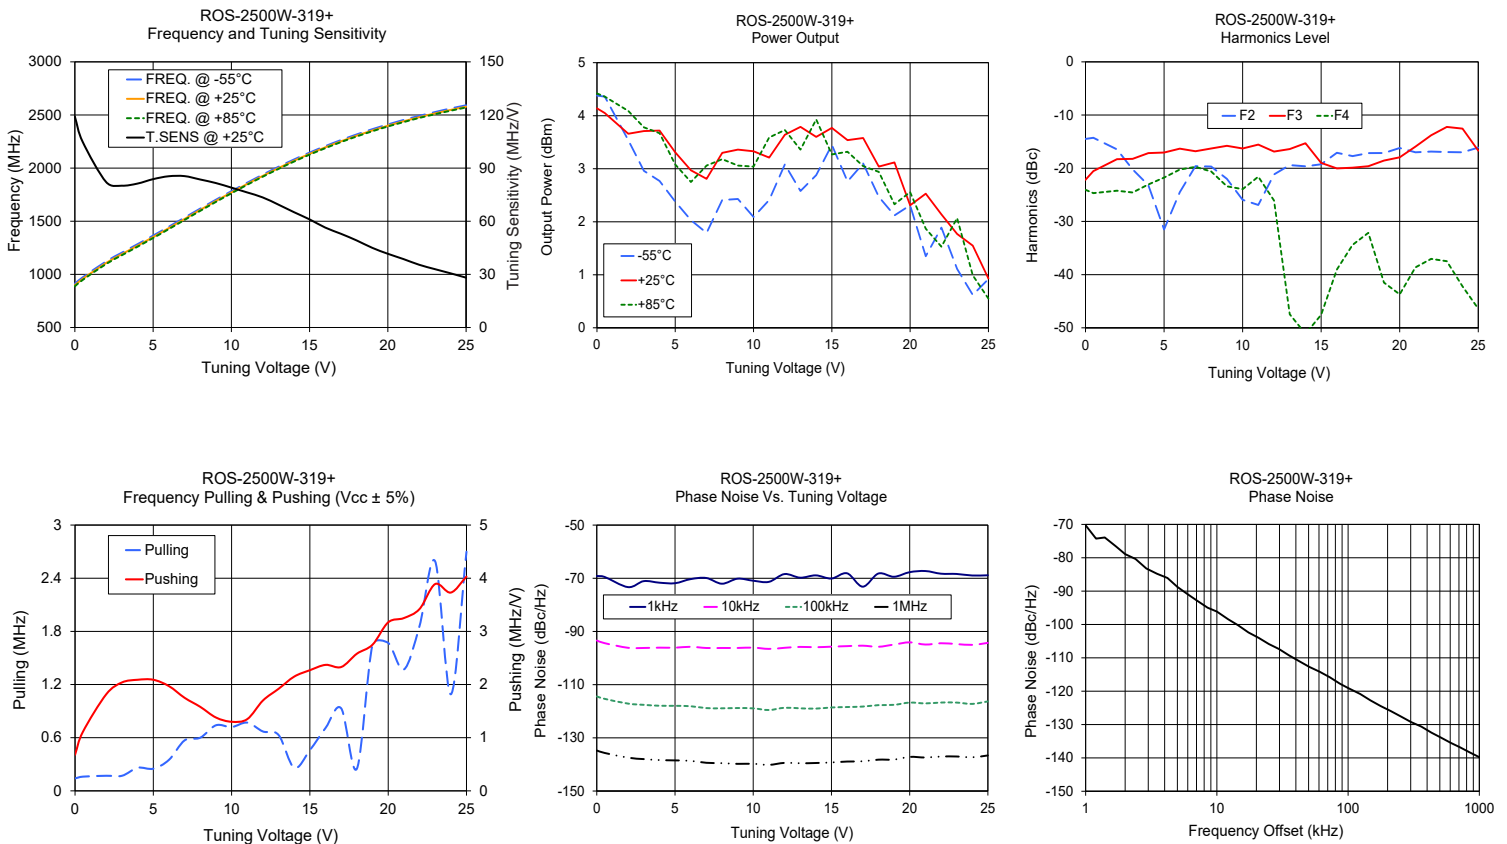 ROS-2500W-319+
Frequency and Tuning Sensitivity
3000
2500
2000
1500
1000
500
Frequency (MHz)
FREQ. @ -55°C
FREQ. @ +25°C
FREQ. @ +85°C
T.SENS @ +25°C
150
120
90
60
30
0
Tuning Sensitivity (MHz/V)
0 5 10 15 20 25
Tuning Voltage (V)
ROS-2500W-319+
Power Output
5
4
3
2
1
0
Output Power (dBm)
-55°C
+25°C
+85°C
0 5 10 15 20 25
Tuning Voltage (V)
ROS-2500W-319+
Harmonics Level
0
-10
-20
-30
-40
-50
Harmonics (dBc)
F2 F3 F4
0 5 10 15 20 25
Tuning Voltage (V)
ROS-2500W-319+
Frequency Pulling & Pushing (Vcc ± 5%)
3
2.4
1.8
1.2
0.6
0
Pulling (MHz)
Pulling
Pushing
5
4
3
2
1
0
Pushing (MHz/V)
0 5 10 15 20 25
Tuning Voltage (V)
ROS-2500W-319+
Phase Noise Vs. Tuning Voltage
-50
-70
-90
-110
-130
-150
Phase Noise (dBc/Hz)
1kHz 10kHz 100kHz 1MHz
0 5 10 15 20 25
Tuning Voltage (V)
ROS-2500W-319+
Phase Noise
-70
-80
-90
-100
-110
-120
-130
-140
-150
Phase Noise (dBc/Hz)
1 10 100 1000
Frequency Offset (kHz)